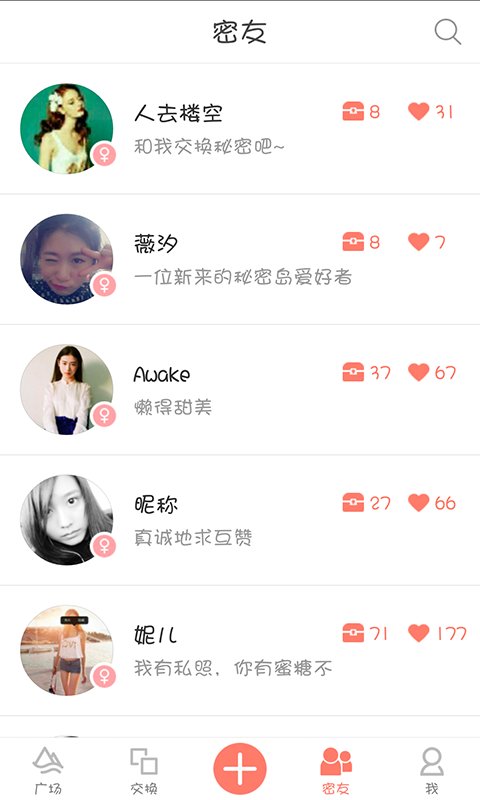 密友
人去楼空 8 31
和我交换秘密吧~
薇汐 8 7
一位新来的秘密岛爱好者
Awake 37 67
懒得甜美
昵称 27 66
真诚地求互赞
妮儿 71 177
我有私照，你有蜜糖不
广场 交换 密友 我